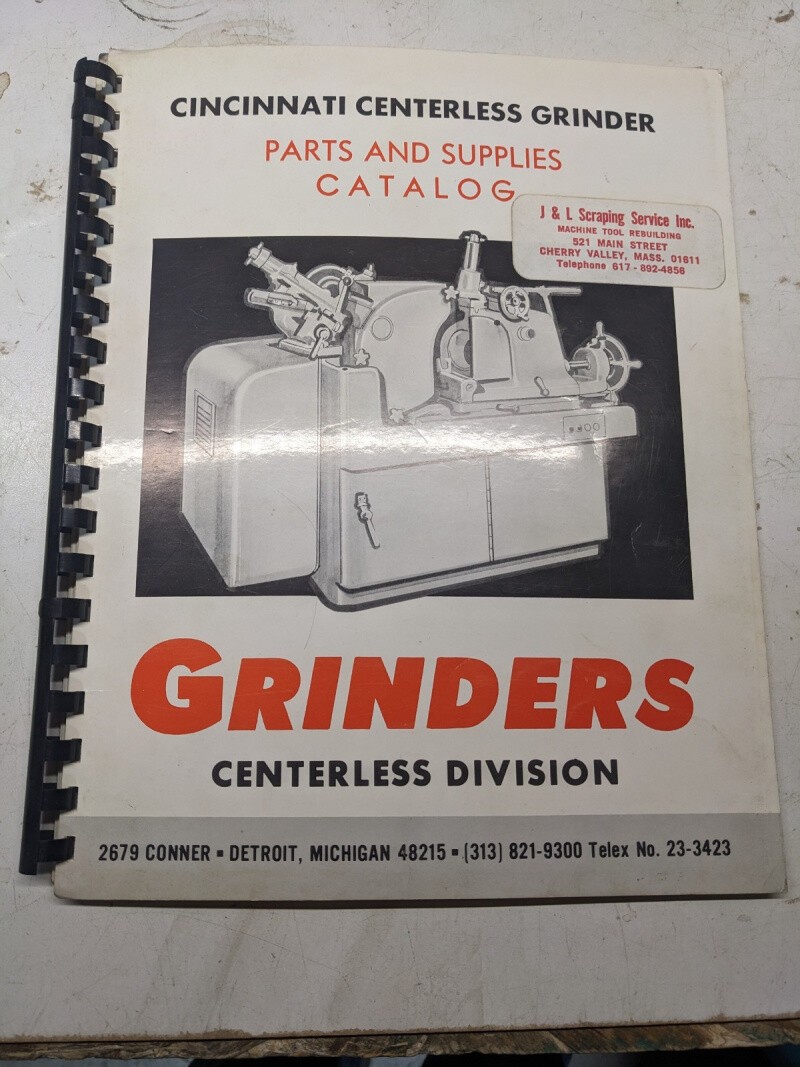 CINCINNATI CENTERLESS GRINDER
PARTS AND SUPPLIES
CATALOG
J & L Scraping Service Inc.
MACHINE TOOL REBUILDING
521 MAIN STREET
CHERRY VALLEY, MASS. 01611
Telephone 617 - 892-4856
GRINDERS
CENTERLESS DIVISION
2679 CONNER ▪ DETROIT, MICHIGAN 48215 ▪ (313) 821-9300 Telex No. 23-3423